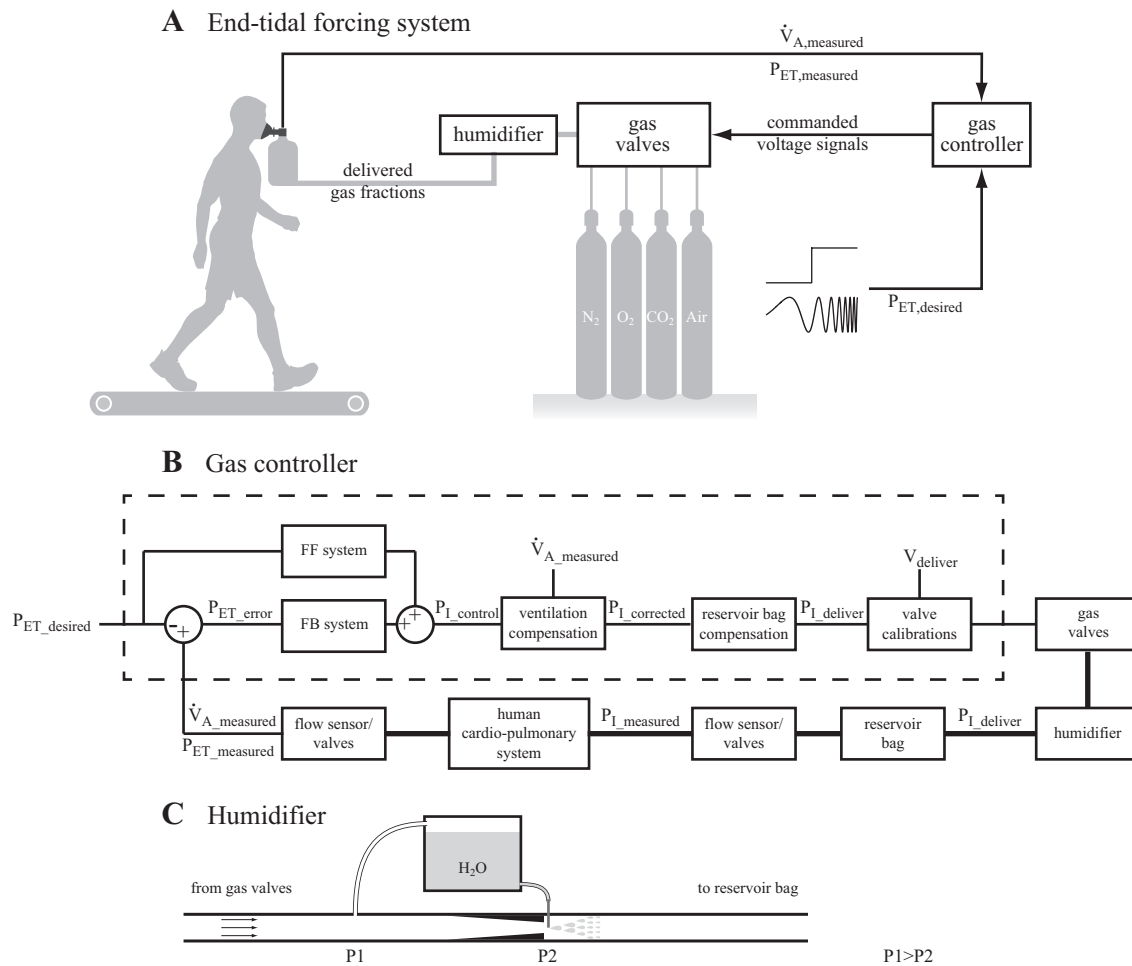 A End-tidal forcing system
V̇A,measured
PET,measured
humidifier
gas
valves
commanded
voltage signals
gas
controller
delivered
gas fractions
N2 O2 CO2 Air
PET,desired
B Gas controller
FF system
V̇A_measured
Vdeliver
PET_desired
- +
PET_error
FB system
+ +
PI_control
ventilation
compensation
PI_corrected
reservoir bag
compensation
PI_deliver
valve
calibrations
gas
valves
V̇A_measured
PET_measured
flow sensor/
valves
human
cardio-pulmonary
system
PI_measured
flow sensor/
valves
reservoir
bag
PI_deliver
humidifier
C Humidifier
H2O
from gas valves
to reservoir bag
P1 P2 P1>P2